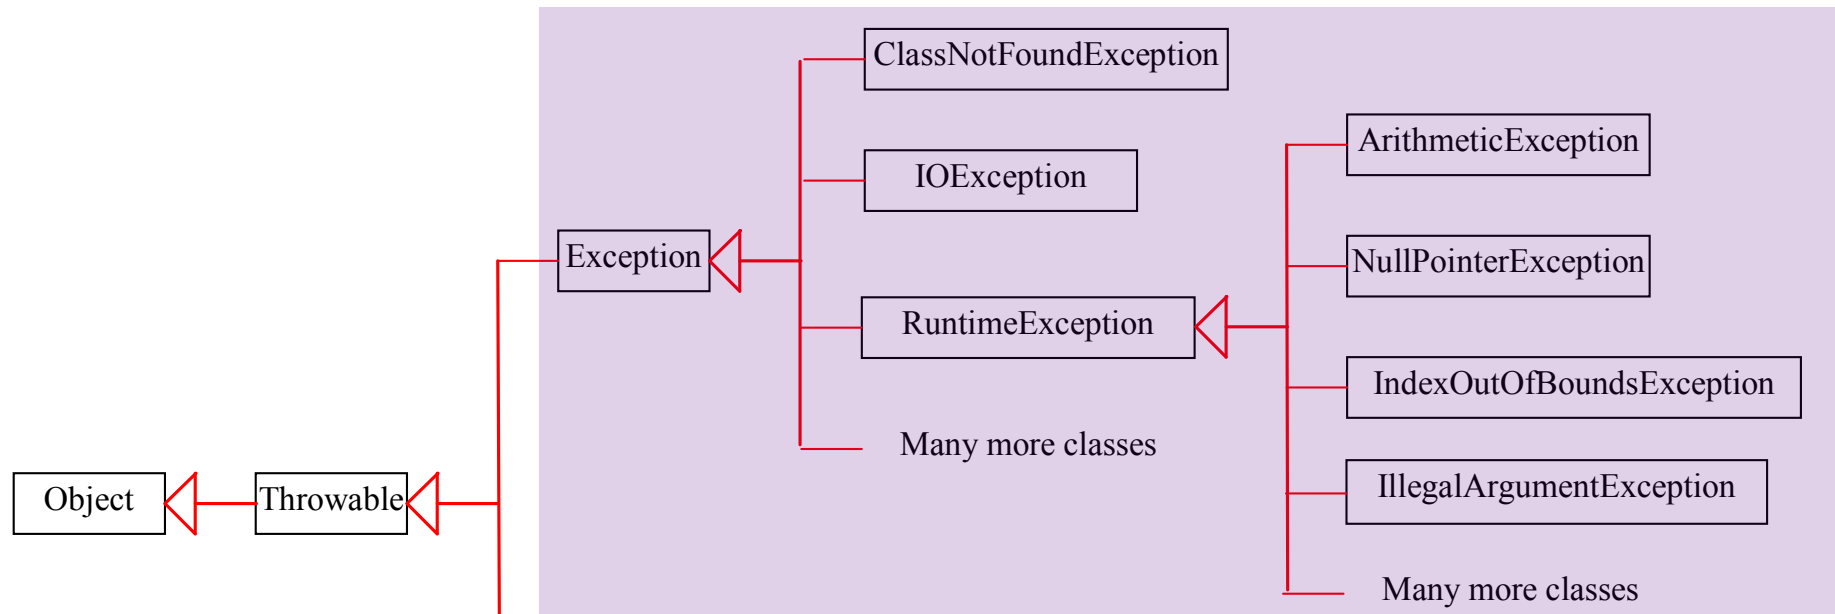 ClassNotFoundException
ArithmeticException
IOException
Exception
NullPointerException
RuntimeException
IndexOutOfBoundsException
Many more classes
Object
Throwable
IllegalArgumentException
Many more classes